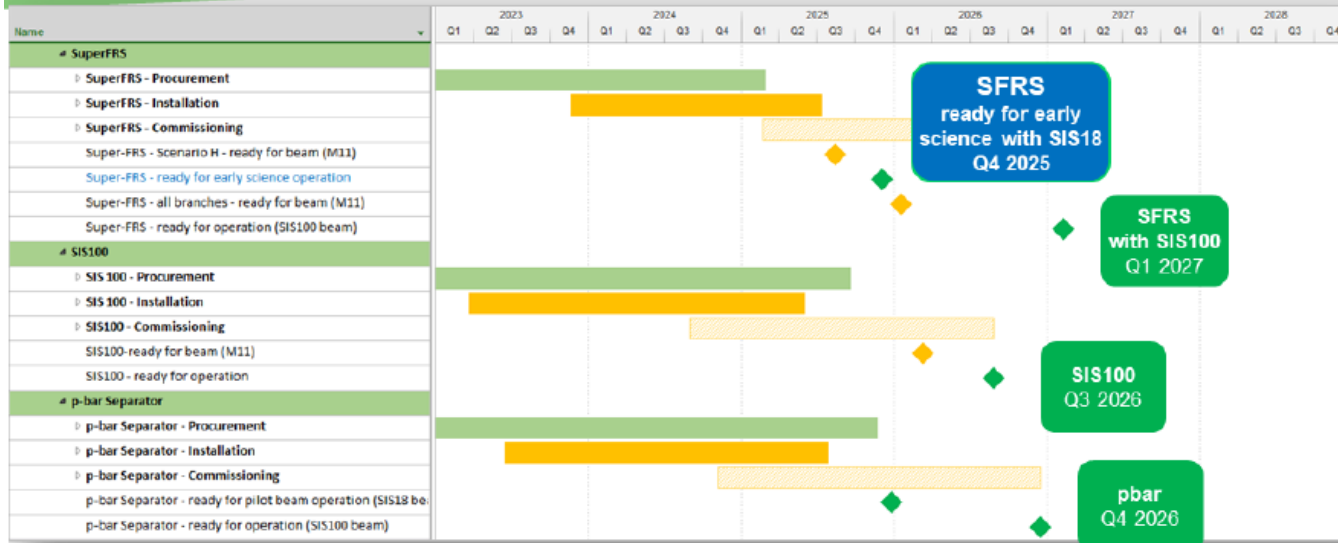 2023 2024 2025 2026 2027 2028
Name Q1 Q2 Q3 Q4 Q1 Q2 Q3 Q4 Q1 Q2 Q3 Q4 Q1 Q2 Q3 Q4 Q1 Q2 Q3 Q4 Q1 Q2 Q3 Q4
SuperFRS
SuperFRS - Procurement
SuperFRS - Installation
SuperFRS - Commissioning
Super-FRS - Scenario H - ready for beam (M11)
Super-FRS - ready for early science operation
Super-FRS - all branches - ready for beam (M11)
Super-FRS - ready for operation (SIS100 beam)
SFRS
ready for early
science with SIS18
Q4 2025
SFRS
with SIS100
Q1 2027
SIS100
SIS 100 - Procurement
SIS 100 - Installation
SIS100 - Commissioning
SIS100-ready for beam (M11)
SIS100 - ready for operation
SIS100
Q3 2026
p-bar Separator
p-bar Separator - Procurement
p-bar Separator - Installation
p-bar Separator - Commissioning
p-bar Separator - ready for pilot beam operation (SIS18 be
p-bar Separator - ready for operation (SIS100 beam)
pbar
Q4 2026